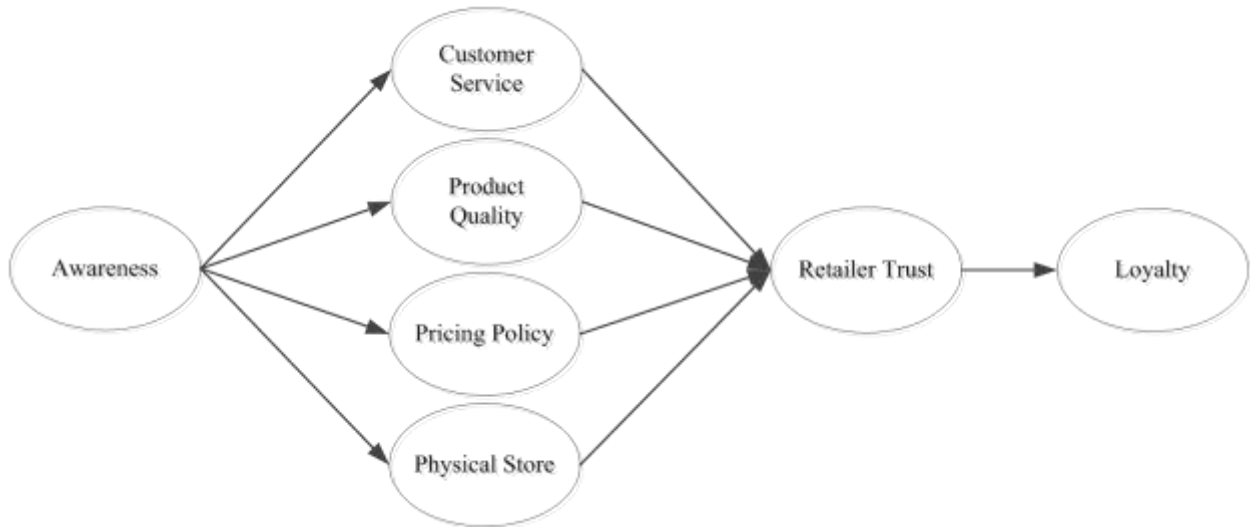 Customer
Service
Product
Quality
Awareness
Retailer Trust
Loyalty
Pricing Policy
Physical Store